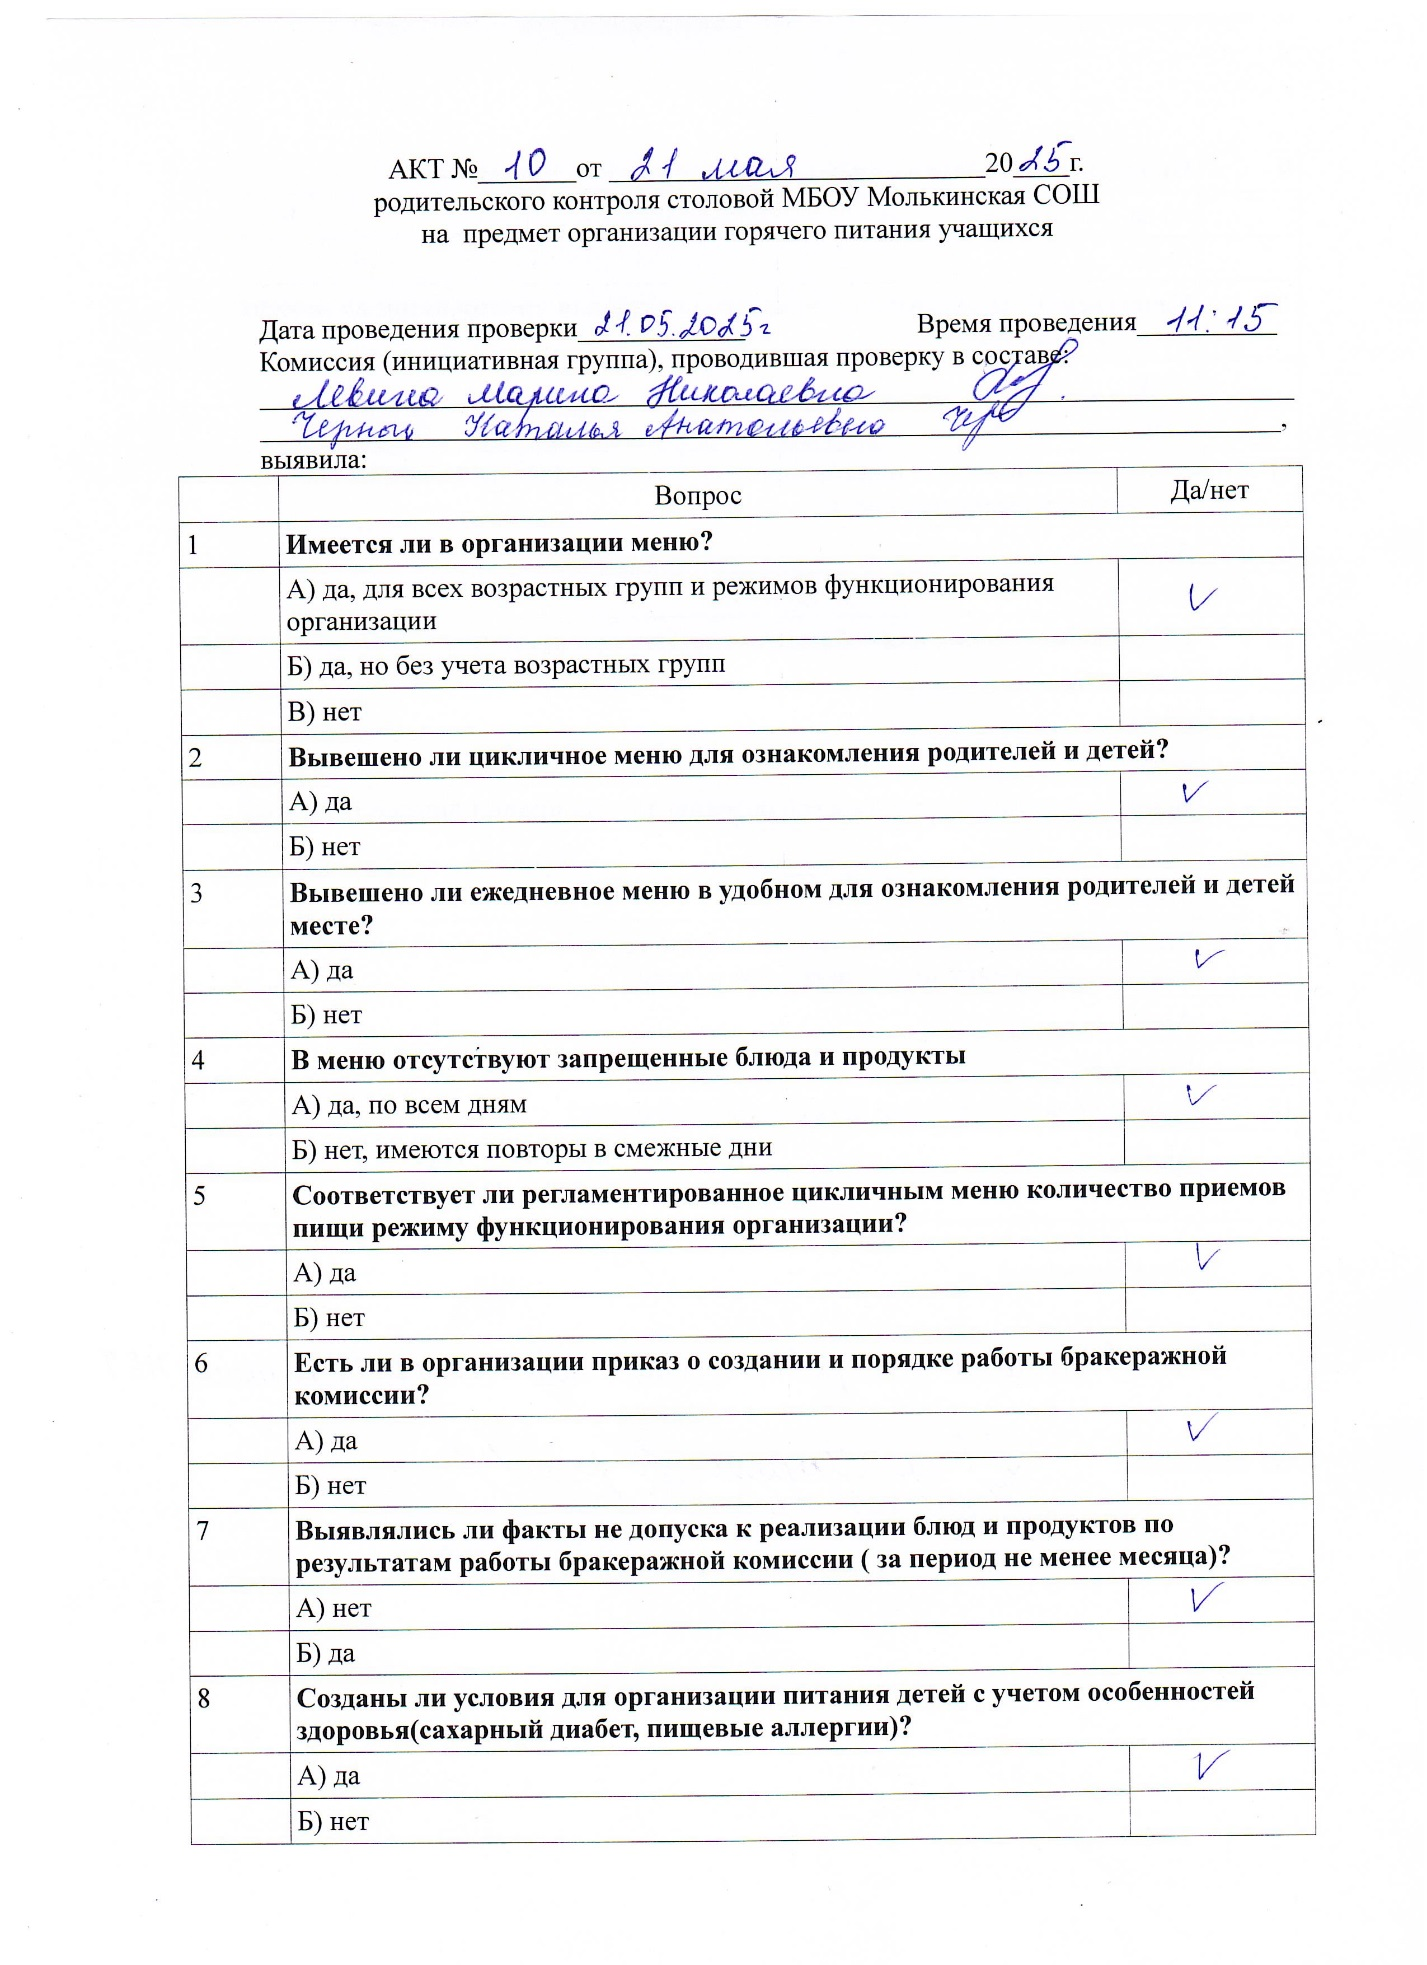 АКТ № 10 от 21 мая 2025г.
родительского контроля столовой МБОУ Молькинская СОШ
на предмет организации горячего питания учащихся
Дата проведения проверки 21.05.2025г Время проведения 11:15
Комиссия (инициативная группа), проводившая проверку в составе:
Левина Марина Николаевна
Наталья Анатольевна ,
выявила:
Вопрос Да/нет
1 Имеется ли в организации меню?
А) да, для всех возрастных групп и режимов функционирования
организации ✓
Б) да, но без учета возрастных групп
В) нет
2 Вывешено ли цикличное меню для ознакомления родителей и детей?
А) да ✓
Б) нет
3 Вывешено ли ежедневное меню в удобном для ознакомления родителей и детей
месте?
А) да ✓
Б) нет
4 В меню отсутствуют запрещенные блюда и продукты
А) да, по всем дням ✓
Б) нет, имеются повторы в смежные дни
5 Соответствует ли регламентированное цикличным меню количество приемов
пищи режиму функционирования организации?
А) да ✓
Б) нет
6 Есть ли в организации приказ о создании и порядке работы бракеражной
комиссии?
А) да ✓
Б) нет
7 Выявлялись ли факты не допуска к реализации блюд и продуктов по
результатам работы бракеражной комиссии ( за период не менее месяца)?
А) нет ✓
Б) да
8 Созданы ли условия для организации питания детей с учетом особенностей
здоровья(сахарный диабет, пищевые аллергии)?
А) да ✓
Б) нет